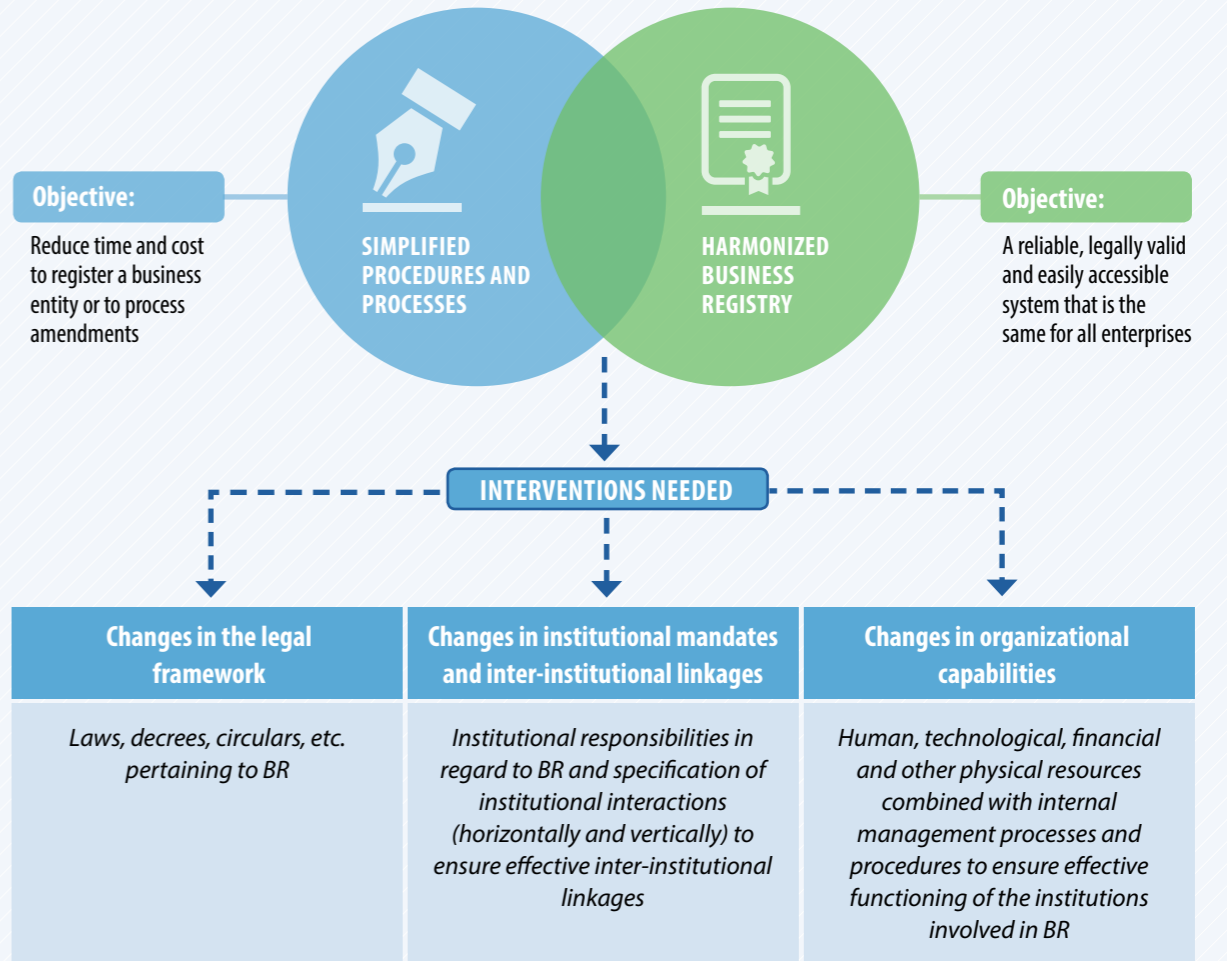 Objective:
Reduce time and cost
to register a business
entity or to process
amendments
SIMPLIFIED
PROCEDURES AND
PROCESSES
HARMONIZED
BUSINESS
REGISTRY
Objective:
A reliable, legally valid
and easily accessible
system that is the
same for all enterprises
INTERVENTIONS NEEDED
Changes in the legal
framework
Laws, decrees, circulars, etc.
pertaining to BR
Changes in institutional mandates
and inter-institutional linkages
Institutional responsibilities in
regard to BR and specification of
institutional interactions
(horizontally and vertically) to
ensure effective inter-institutional
linkages
Changes in organizational
capabilities
Human, technological, financial
and other physical resources
combined with internal
management processes and
procedures to ensure effective
functioning of the institutions
involved in BR